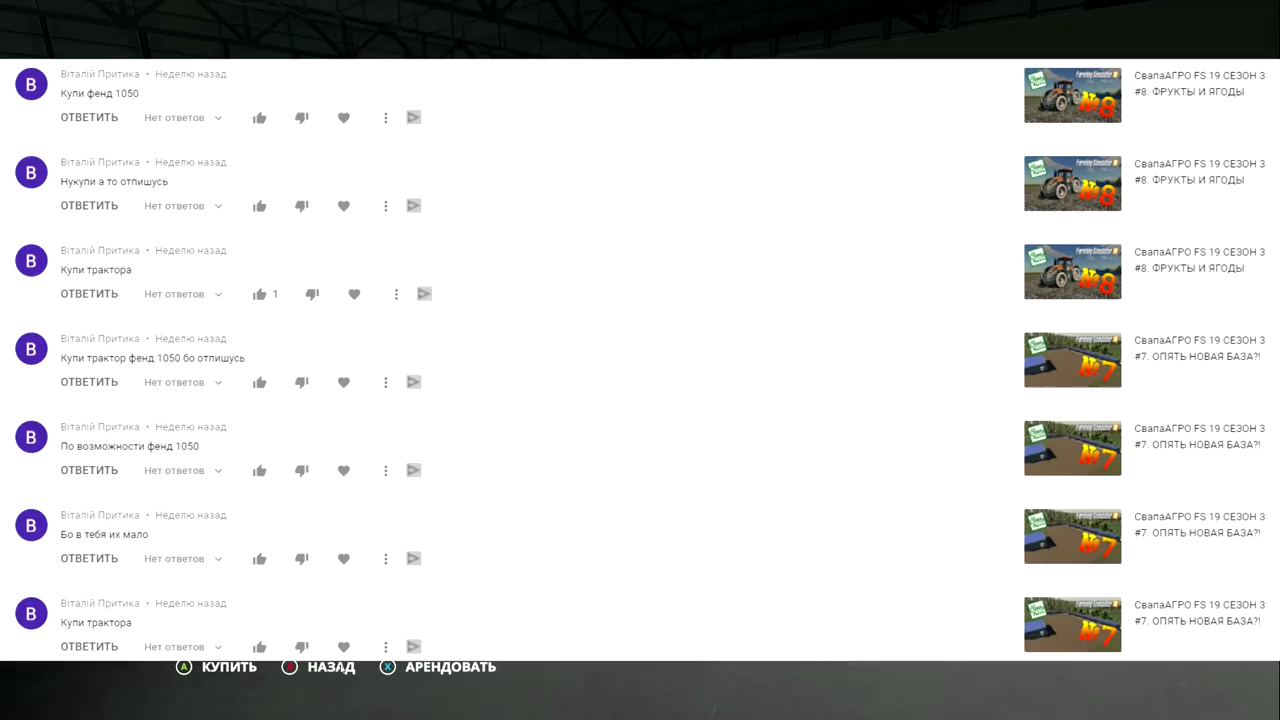 В
Віталій Притика • Неделю назад
Купи фенд 1050
ОТВЕТИТЬ Нет ответов
№8
СвапаАГРО FS 19 СЕЗОН 3
#8. ФРУКТЫ И ЯГОДЫ
В
Віталій Притика • Неделю назад
Нукупи а то отпишусь
ОТВЕТИТЬ Нет ответов
№8
СвапаАГРО FS 19 СЕЗОН 3
#8. ФРУКТЫ И ЯГОДЫ
В
Віталій Притика • Неделю назад
Купи трактора
ОТВЕТИТЬ Нет ответов 1
№8
СвапаАГРО FS 19 СЕЗОН 3
#8. ФРУКТЫ И ЯГОДЫ
В
Віталій Притика • Неделю назад
Купи трактор фенд 1050 бо отпишусь
ОТВЕТИТЬ Нет ответов
№7
СвапаАГРО FS 19 СЕЗОН 3
#7. ОПЯТЬ НОВАЯ БАЗА?!
В
Віталій Притика • Неделю назад
По возможности фенд 1050
ОТВЕТИТЬ Нет ответов
№7
СвапаАГРО FS 19 СЕЗОН 3
#7. ОПЯТЬ НОВАЯ БАЗА?!
В
Віталій Притика • Неделю назад
Бо в тебя их мало
ОТВЕТИТЬ Нет ответов
№7
СвапаАГРО FS 19 СЕЗОН 3
#7. ОПЯТЬ НОВАЯ БАЗА?!
В
Віталій Притика • Неделю назад
Купи трактора
ОТВЕТИТЬ Нет ответов
№7
СвапаАГРО FS 19 СЕЗОН 3
#7. ОПЯТЬ НОВАЯ БАЗА?!
A КУПИТЬ B НАЗАД X АРЕНДОВАТЬ